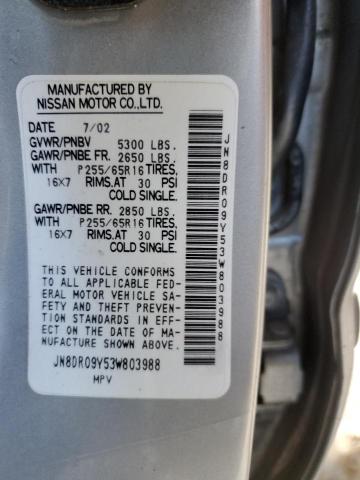 MANUFACTURED BY
NISSAN MOTOR CO.,LTD.
DATE 7/02
GVWR/PNBV 5300 LBS.
GAWR/PNBE FR. 2650 LBS.
WITH P255/65R16 TIRES,
16X7 RIMS,AT 30 PSI
COLD SINGLE.
GAWR/PNBE RR. 2850 LBS.
WITH P255/65R16 TIRES,
16X7 RIMS,AT 30 PSI
COLD SINGLE.
THIS VEHICLE CONFORMS
TO ALL APPLICABLE FED-
ERAL MOTOR VEHICLE SA-
FETY AND THEFT PREVEN-
TION STANDARDS IN EFF-
ECT ON THE DATE OF MA-
NUFACTURE SHOWN ABOVE.
JN8DR09Y53W803988
MPV
JN8DR09Y53W803988